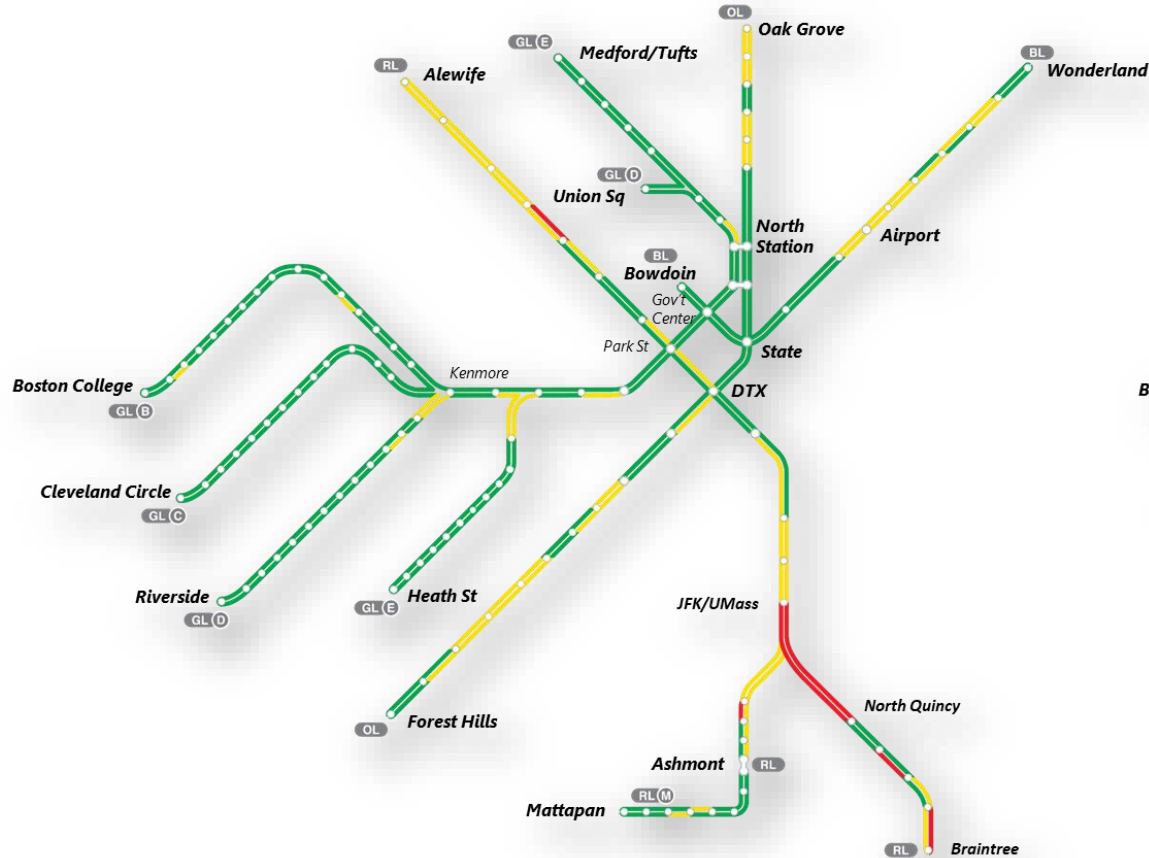 OL
Oak Grove
GL E
Medford/Tufts
RL
Alewife
BL
Wonderland
GL D
Union Sq
North
Station
Airport
BL
Bowdoin
Gov't
Center
Park St
State
Kenmore
Boston College
GL B
DTX
B
Cleveland Circle
GL C
Riverside
GL D
Heath St
GL E
JFK/UMass
North Quincy
Forest Hills
OL
Ashmont
RL
RL M
Mattapan
RL
Braintree